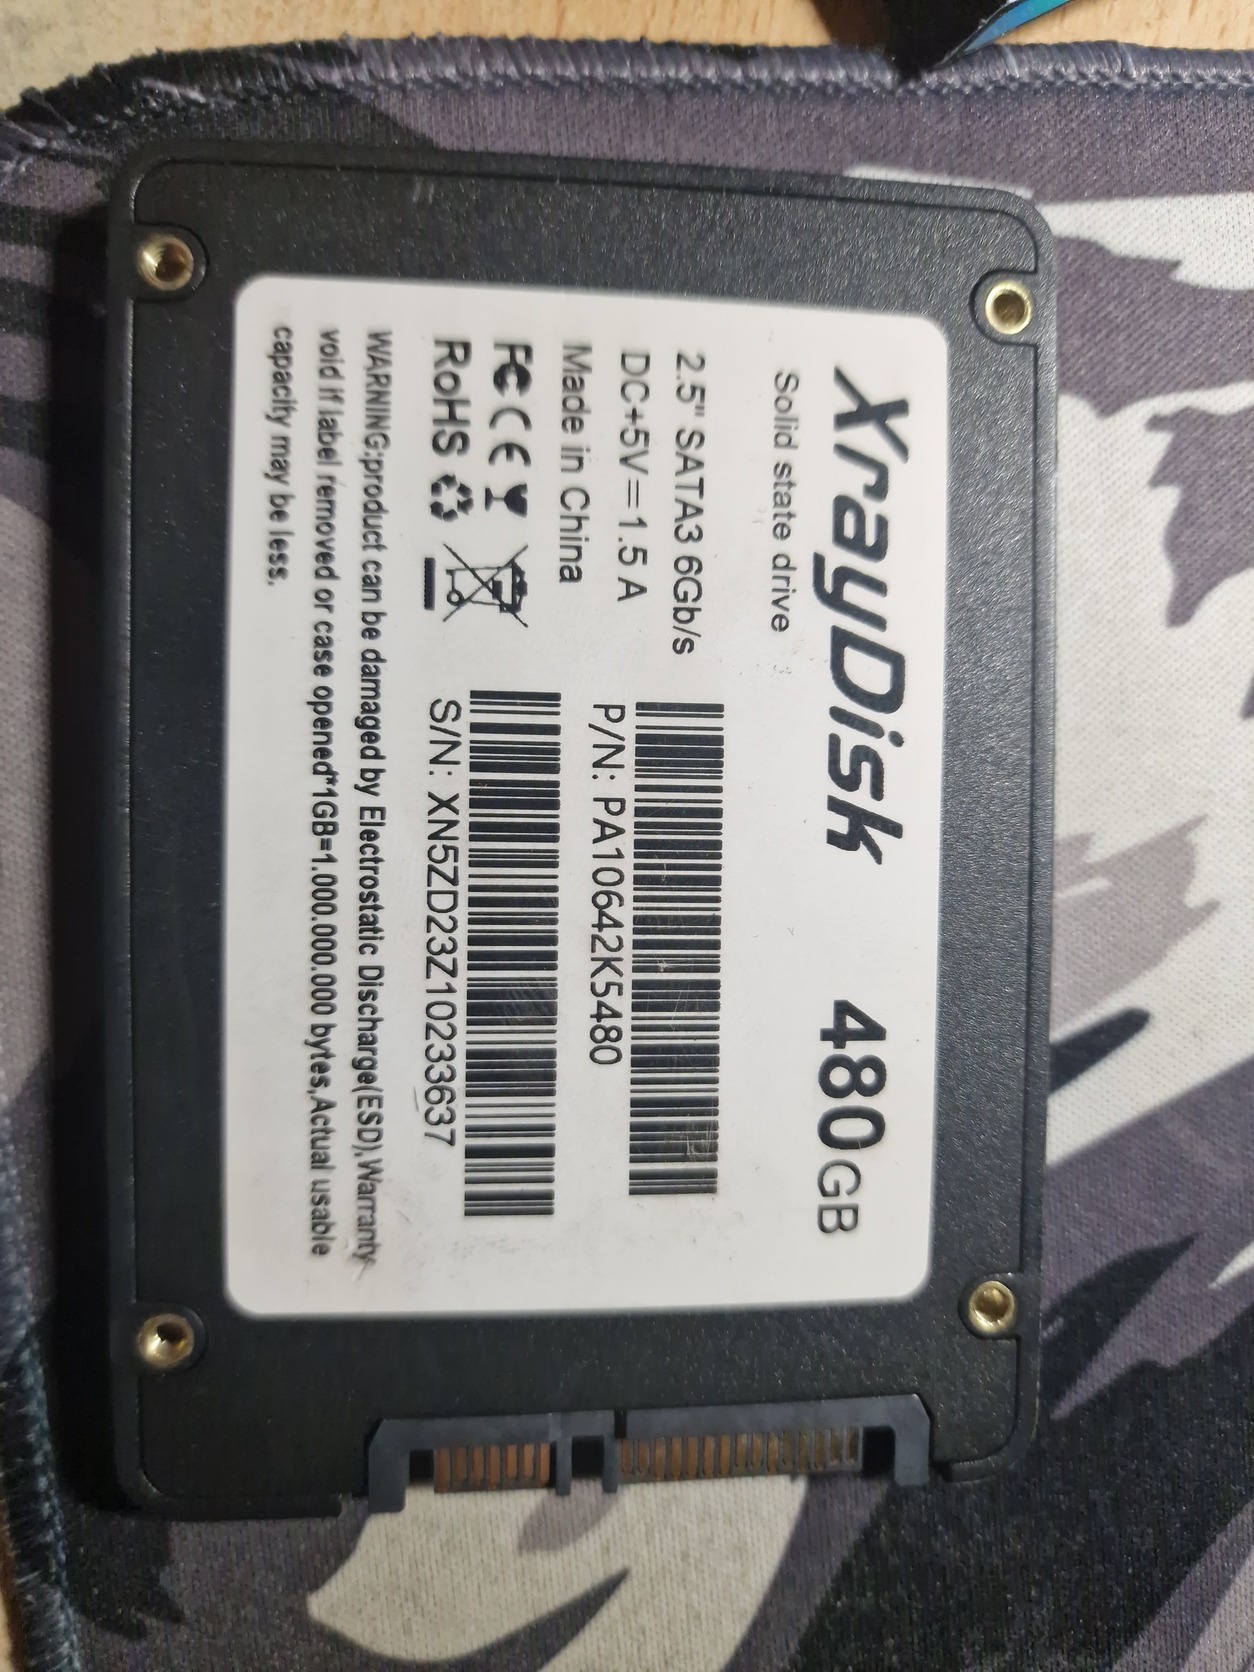 XrayDisk 480GB
Solid state drive
2.5" SATA3 6Gb/s
DC+5V=1.5 A
Made in China
FC CE
RoHS
P/N: PA10642K5480
S/N: XN5ZD23Z10233637
WARNING:product can be damaged by Electrostatic Discharge(ESD),Warranty
void if label removed or case opened*1GB=1.000.000.000 bytes,Actual usable
capacity may be less.